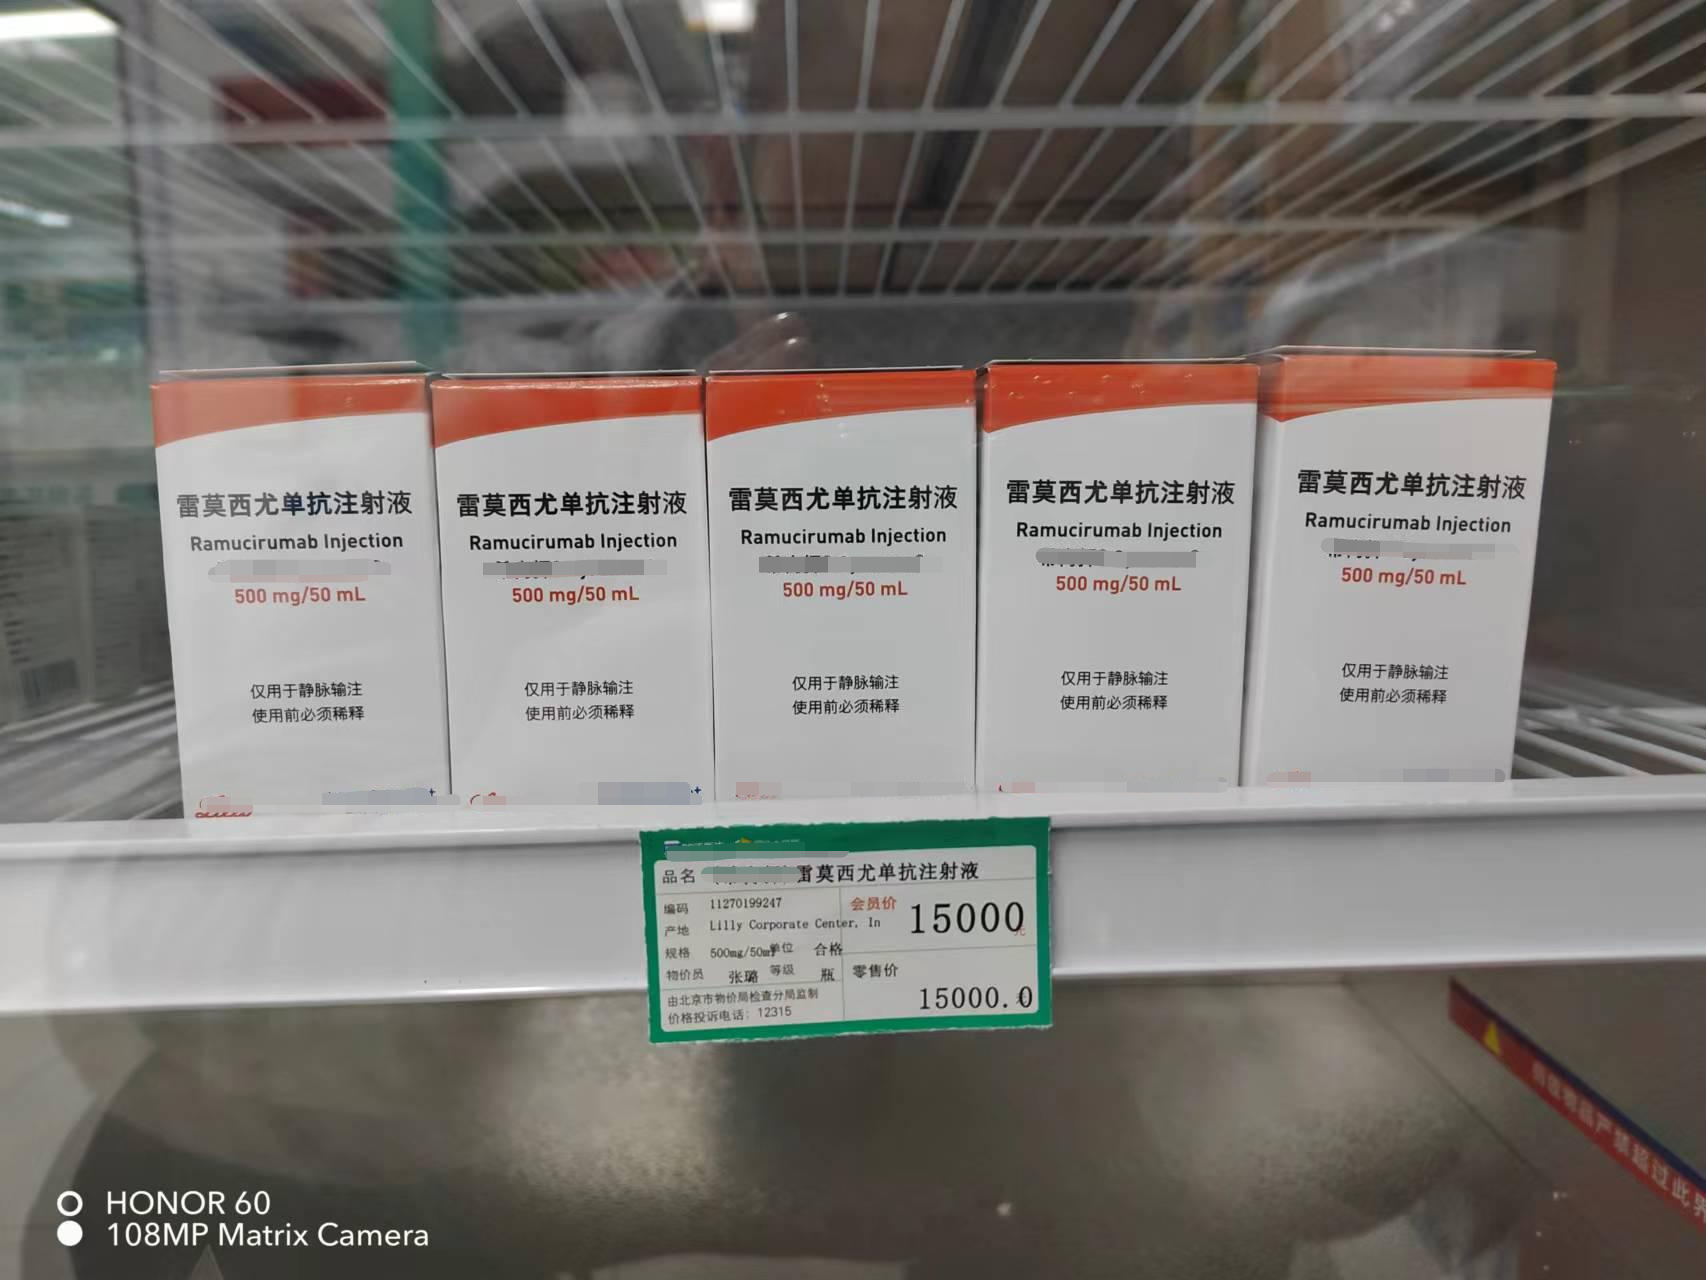 雷莫西尤单抗注射液
Ramucirumab Injection
500 mg/50 mL
仅用于静脉输注
使用前必须稀释
雷莫西尤单抗注射液
Ramucirumab Injection
500 mg/50 mL
仅用于静脉输注
使用前必须稀释
雷莫西尤单抗注射液
Ramucirumab Injection
500 mg/50 mL
仅用于静脉输注
使用前必须稀释
雷莫西尤单抗注射液
Ramucirumab Injection
500 mg/50 mL
仅用于静脉输注
使用前必须稀释
雷莫西尤单抗注射液
Ramucirumab Injection
500 mg/50 mL
仅用于静脉输注
使用前必须稀释
品名 雷莫西尤单抗注射液
编码 11270199247
产地 Lilly Corporate Center, In
规格 500mg/50ml 单位 合格
物价员 张璐 等级 瓶
由北京市物价局检查分局监制
价格投诉电话：12315
会员价 15000 元
零售价
15000.0
严禁超过此
HONOR 60
108MP Matrix Camera